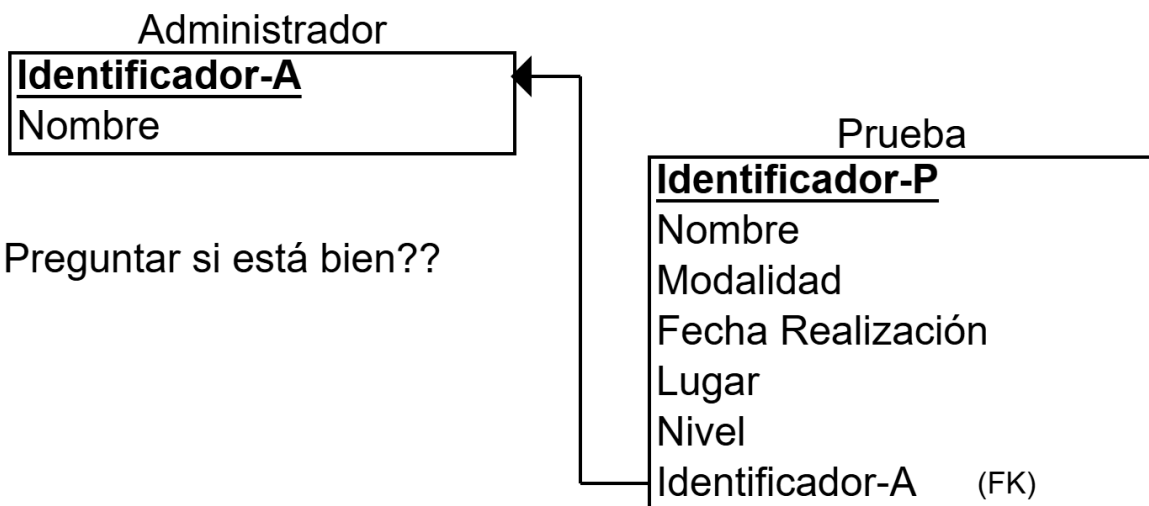 Administrador
Identificador-A
Nombre
Preguntar si está bien??
Prueba
Identificador-P
Nombre
Modalidad
Fecha Realización
Lugar
Nivel
Identificador-A (FK)